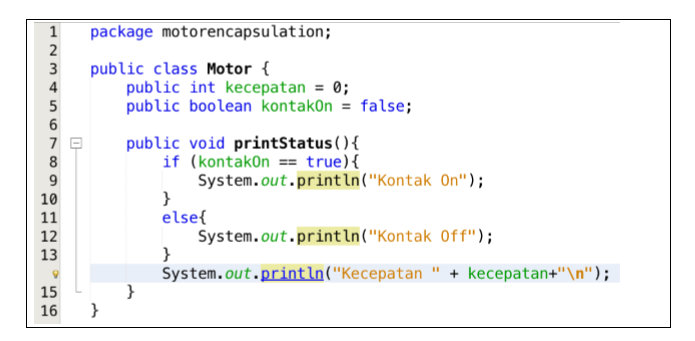 1 package motorencapsulation;
2
3 public class Motor {
4     public int kecepatan = 0;
5     public boolean kontakOn = false;
6
7     public void printStatus(){
8         if (kontakOn == true){
9             System.out.println("Kontak On");
10         }
11         else{
12             System.out.println("Kontak Off");
13         }
        System.out.println("Kecepatan " + kecepatan+"\n");
15     }
16 }